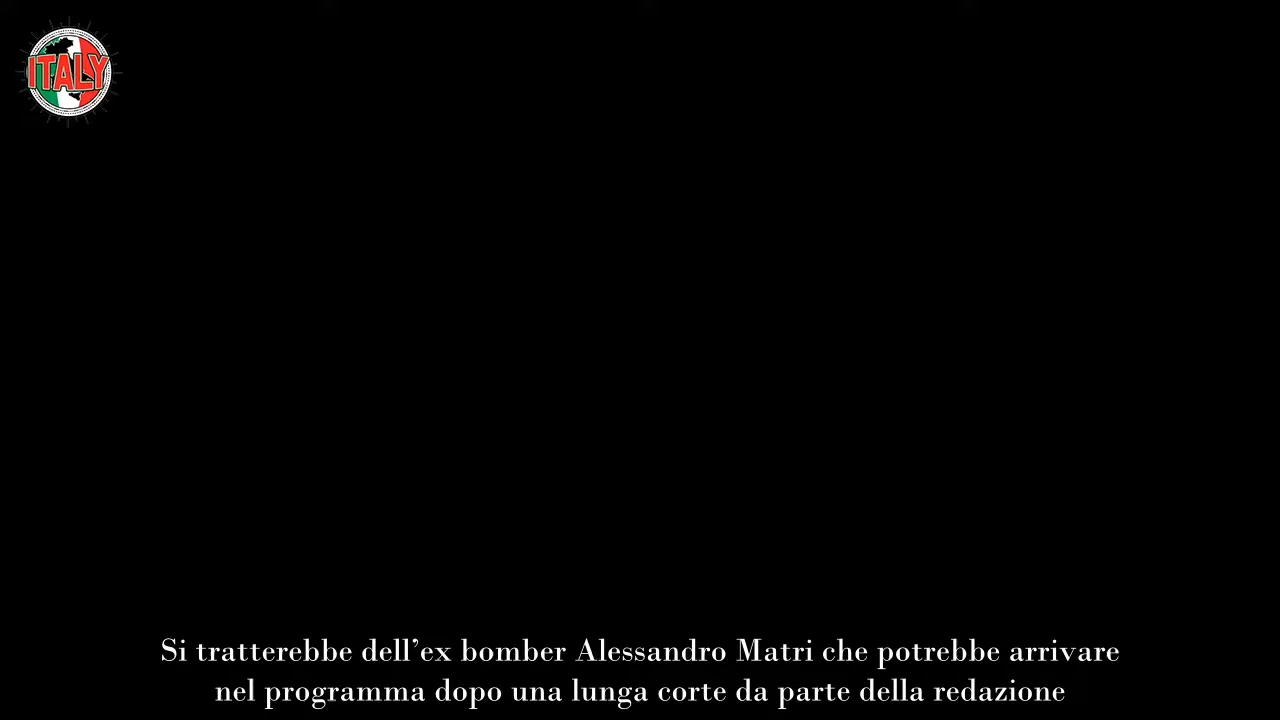 ITALY
Si tratterebbe dell’ex bomber Alessandro Matri che potrebbe arrivare
nel programma dopo una lunga corte da parte della redazione